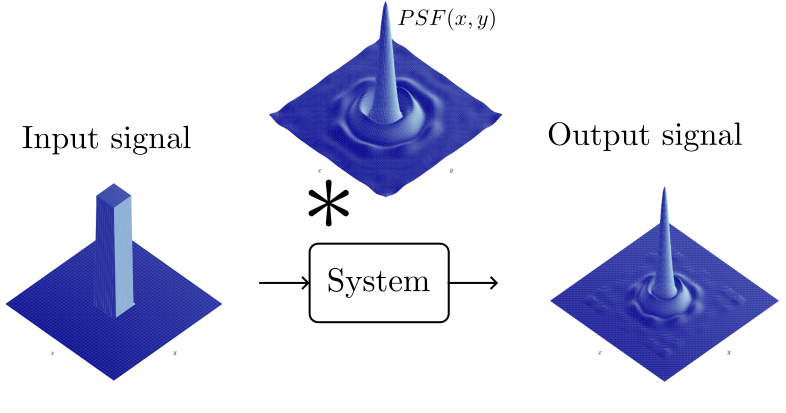 PSF(x, y)
Input signal
Output signal
x
y
*
System
x
y
x
y